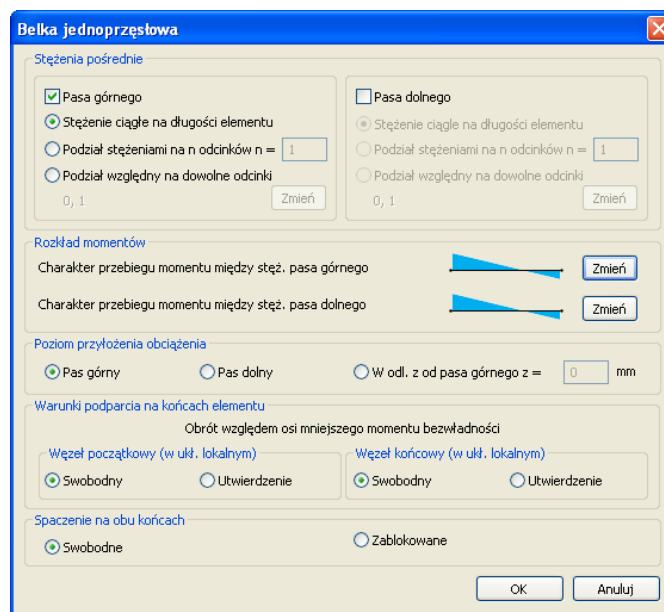 Belka jednoprzęsłowa
Stężenia pośrednie
Pasa górnego
Stężenie ciągłe na długości elementu
Podział stężeniami na n odcinków n = 1
Podział względny na dowolne odcinki
0, 1 Zmień
Pasa dolnego
Stężenie ciągle na długości elementu
Podział stężeniami na n odcinków n = 1
Podział względny na dowolne odcinki
0, 1 Zmień
Rozkład momentów
Charakter przebiegu momentu między stęż. pasa górnego Zmień
Charakter przebiegu momentu między stęż. pasa dolnego Zmień
Poziom przyłożenia obciążenia
Pas górny Pas dolny W odl. z od pasa górnego z = 0 mm
Warunki podparcia na końcach elementu
Obrót względem osi mniejszego momentu bezwładności
Węzeł początkowy (w ukł. lokalnym)
Swobodny Utwierdzenie
Węzeł końcowy (w ukł. lokalnym)
Swobodny Utwierdzenie
Spaczenie na obu końcach
Swobodne Zablokowane
OK Anuluj